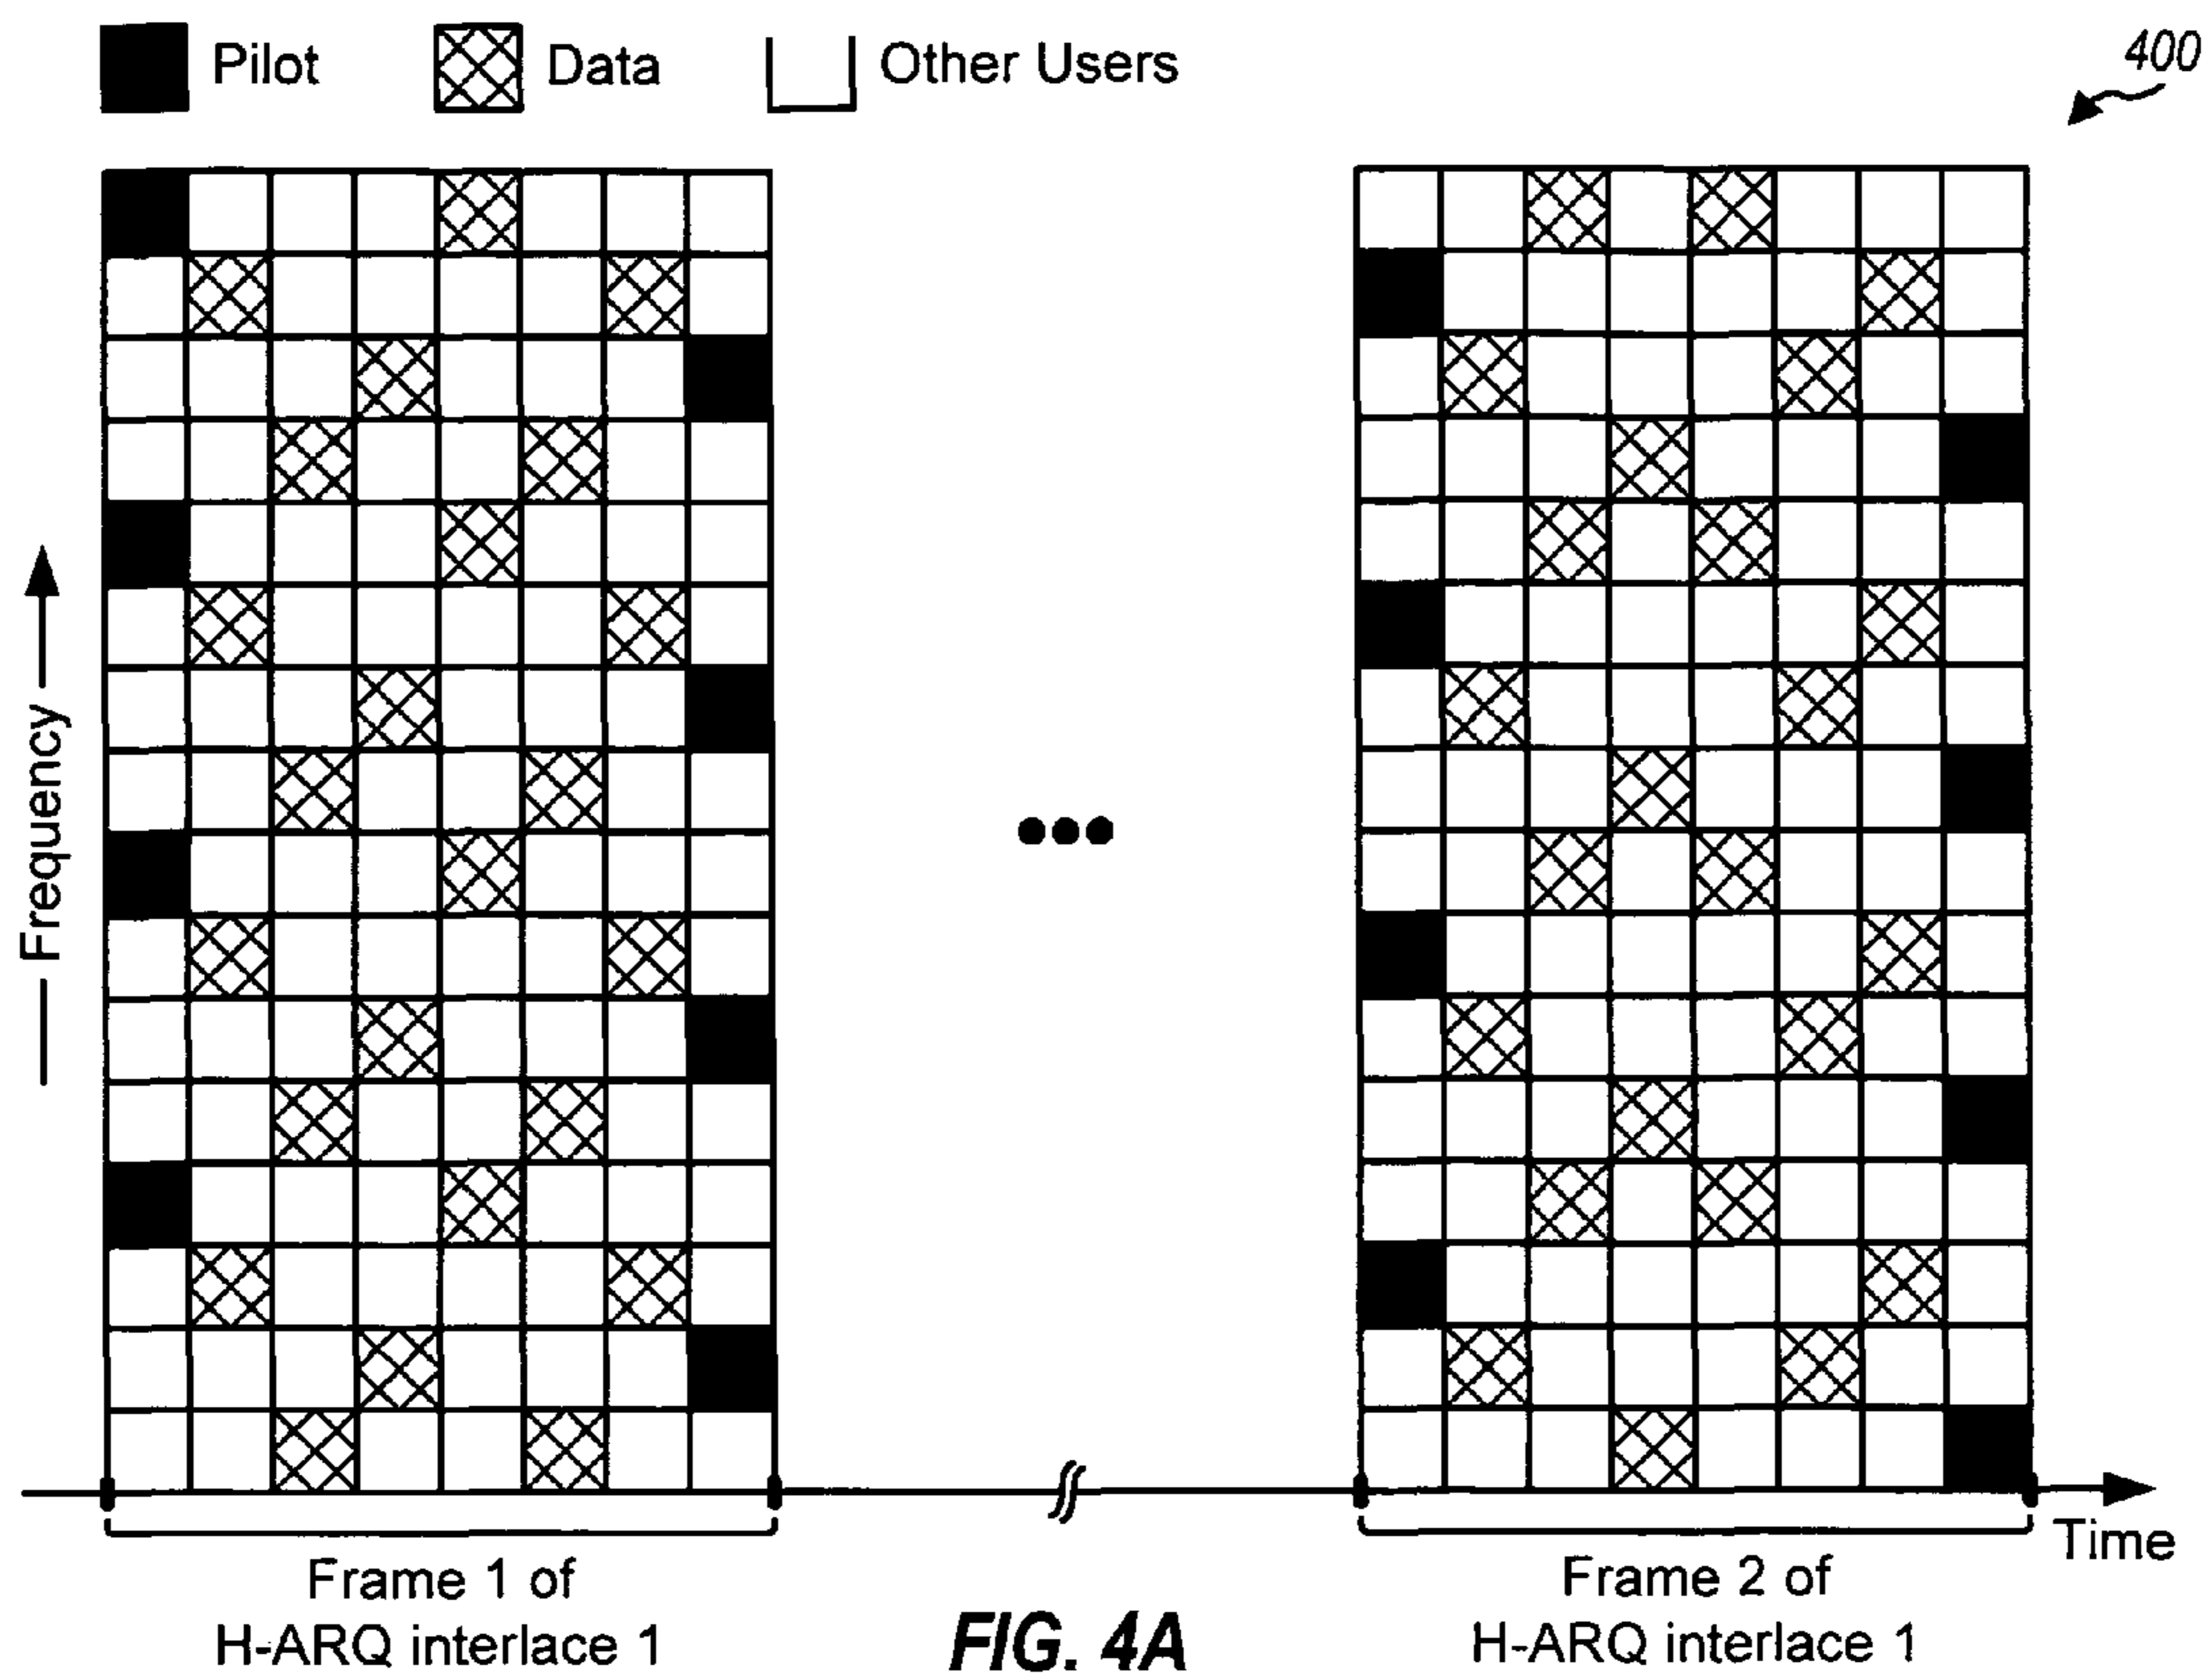 Pilot
Data
Other Users
400
Frequency
Time
Frame 1 of
H-ARQ interlace 1
Frame 2 of
H-ARQ interlace 1
FIG. 4A